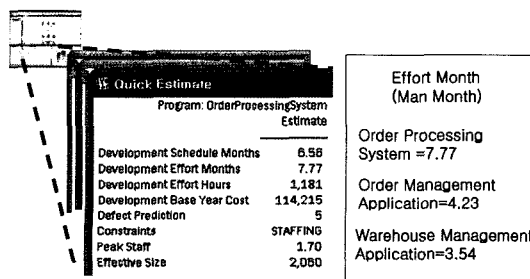 Quick Estimate
Program: OrderProcessingSystem
Estimate
Development Schedule Months 6.56
Development Effort Months 7.77
Development Effort Hours 1,181
Development Base Year Cost 114,215
Defect Prediction 5
Constraints STAFFING
Peak Staff 1.70
Effective Size 2,060
Effort Month
(Man Month)
Order Processing
System =7.77
Order Management
Application=4.23
Warehouse Management
Application=3.54